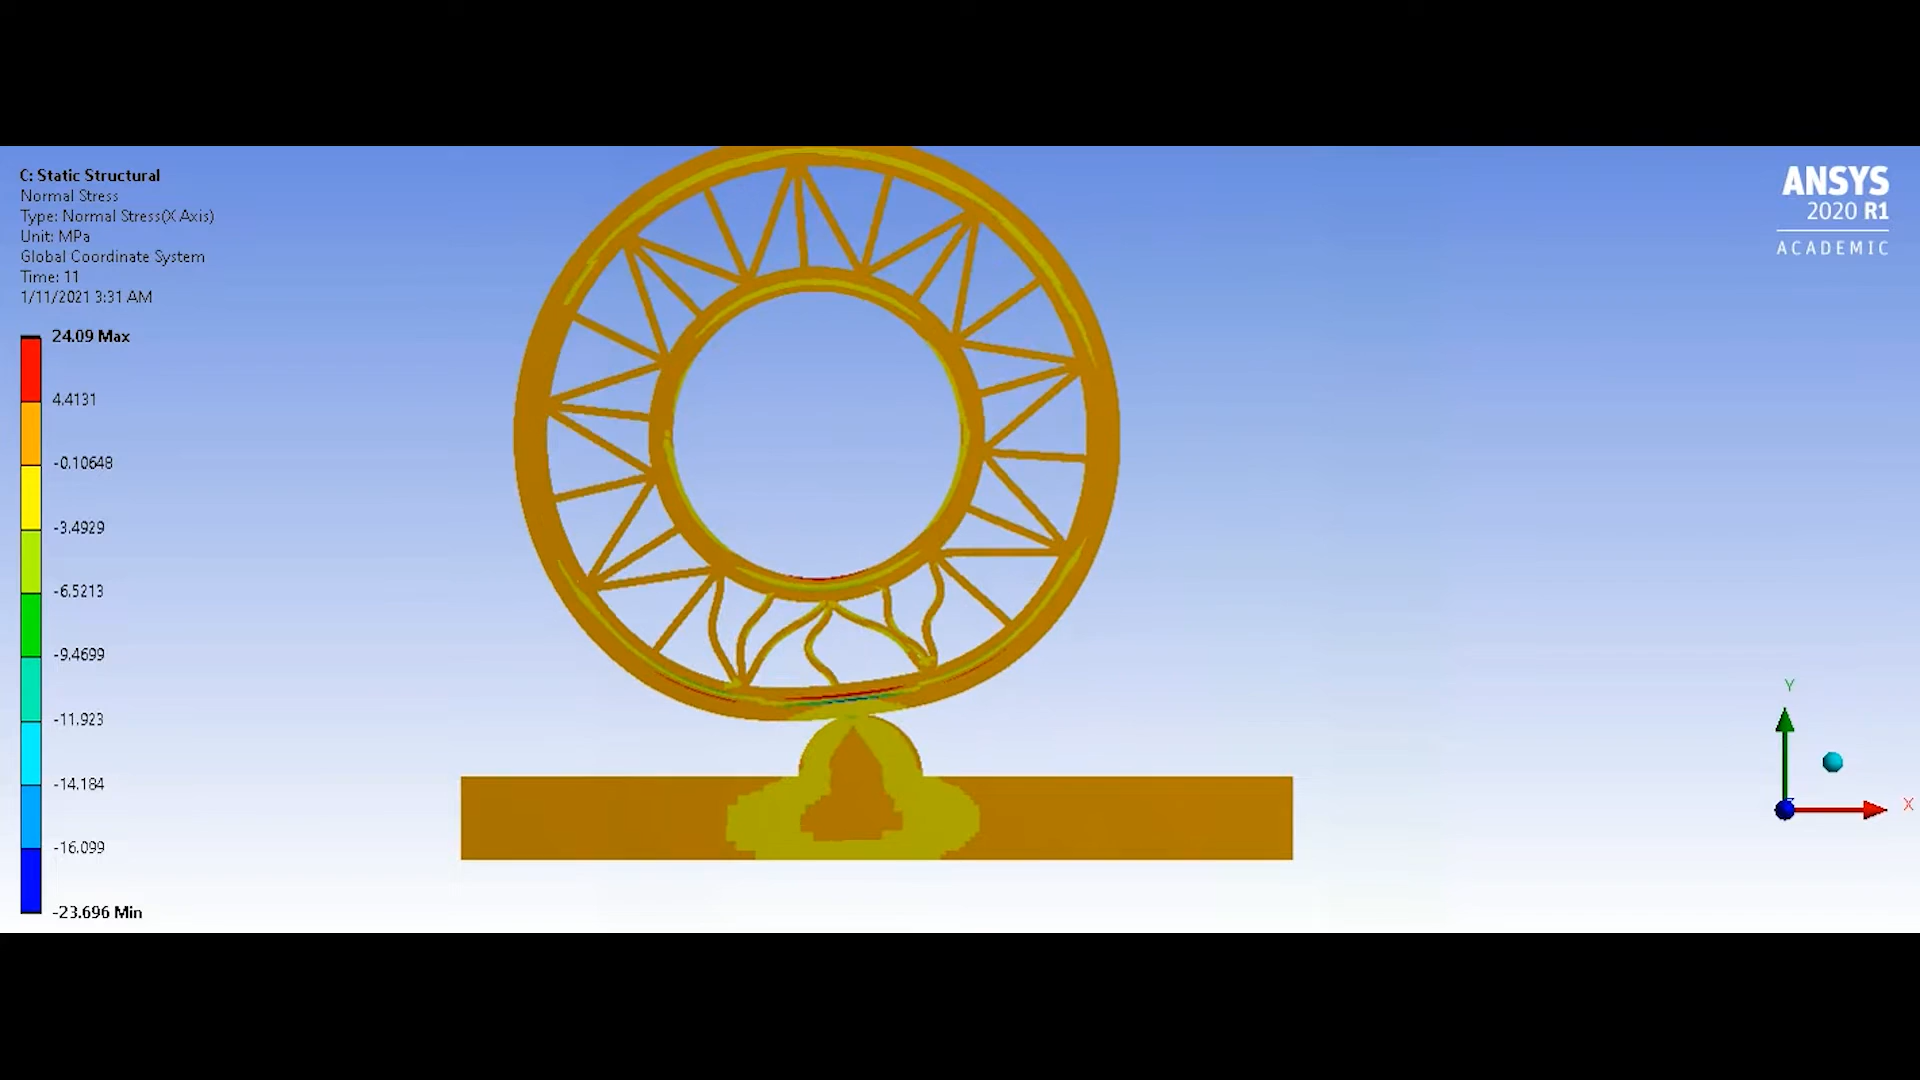 C: Static Structural
Normal Stress
Type: Normal Stress(X Axis)
Unit: MPa
Global Coordinate System
Time: 11
1/11/2021 3:31 AM
24.09 Max
4.4131
-0.10648
-3.4929
-6.5213
-9.4699
-11.923
-14.184
-16.099
-23.696 Min
ANSYS
2020 R1
ACADEMIC
Y
X